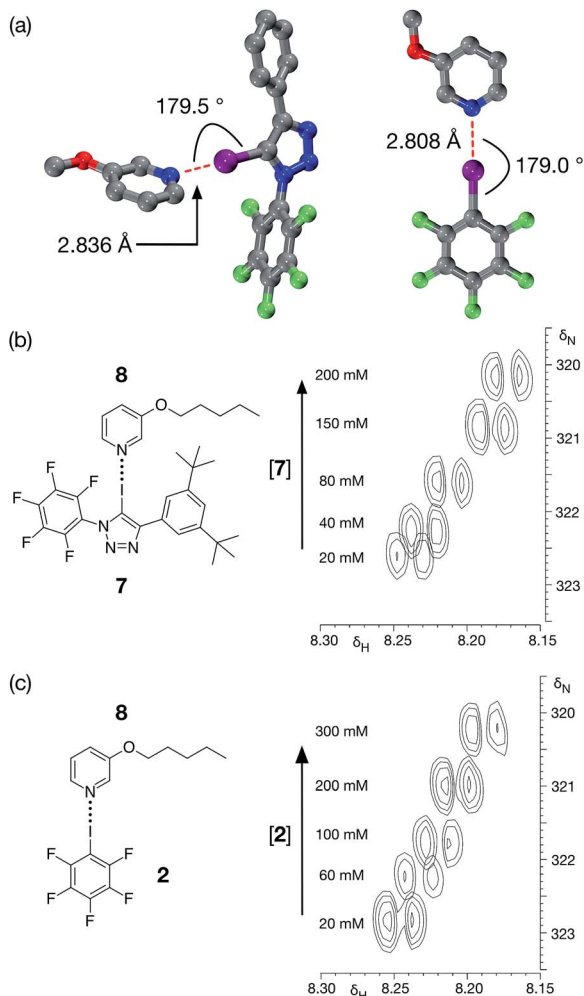 (a)
179.5 °
2.836 Å
2.808 Å
179.0 °
(b)
8
O
N
I
F
F
F
F
F
N
N=N
7
[7]
200 mM
150 mM
80 mM
40 mM
20 mM
δN
320
321
322
323
8.30
δH
8.25
8.20
8.15
(c)
8
O
N
I
F
F
F
F
F
2
[2]
300 mM
200 mM
100 mM
60 mM
20 mM
δN
320
321
322
323
8.30
δH
8.25
8.20
8.15